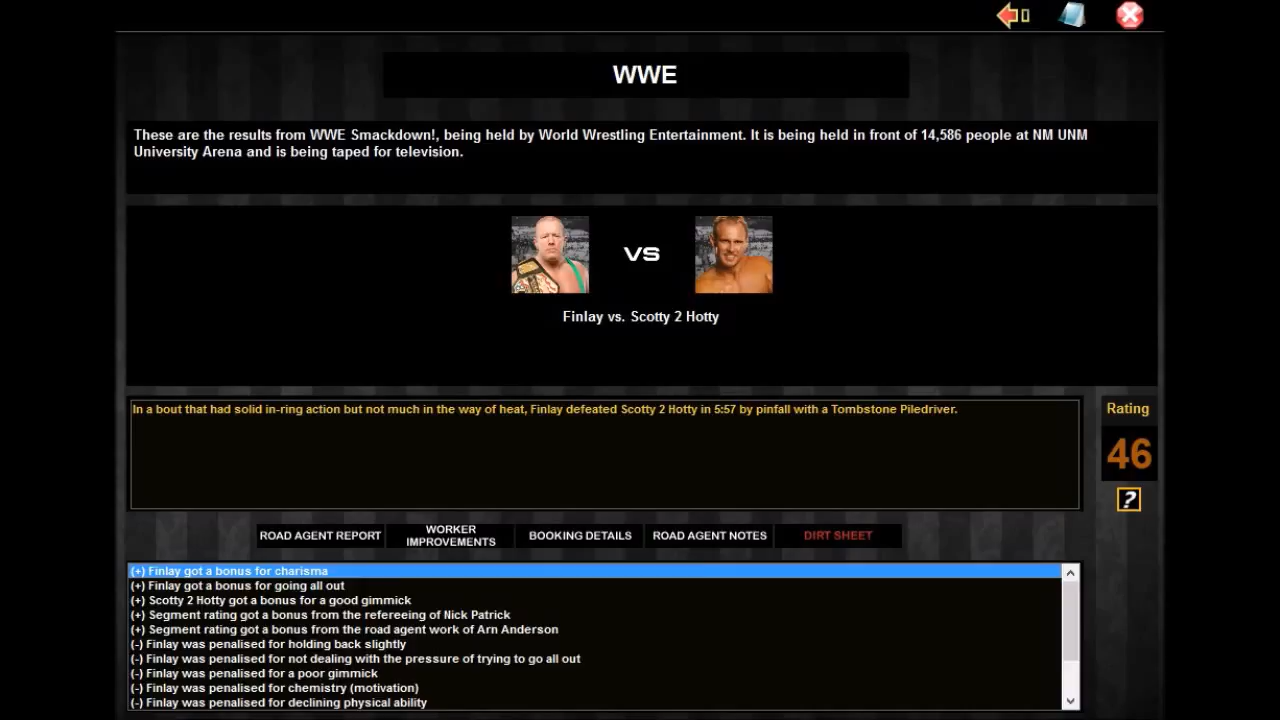 WWE
These are the results from WWE Smackdown!, being held by World Wrestling Entertainment. It is being held in front of 14,586 people at NM UNM
University Arena and is being taped for television.
VS
Finlay vs. Scotty 2 Hotty
In a bout that had solid in-ring action but not much in the way of heat, Finlay defeated Scotty 2 Hotty in 5:57 by pinfall with a Tombstone Piledriver.
Rating
46
?
ROAD AGENT REPORT
WORKER
IMPROVEMENTS
BOOKING DETAILS
ROAD AGENT NOTES
DIRT SHEET
(+) Finlay got a bonus for charisma
(+) Finlay got a bonus for going all out
(+) Scotty 2 Hotty got a bonus for a good gimmick
(+) Segment rating got a bonus from the refereeing of Nick Patrick
(+) Segment rating got a bonus from the road agent work of Arn Anderson
(-) Finlay was penalised for holding back slightly
(-) Finlay was penalised for not dealing with the pressure of trying to go all out
(-) Finlay was penalised for a poor gimmick
(-) Finlay was penalised for chemistry (motivation)
(-) Finlay was penalised for declining physical ability